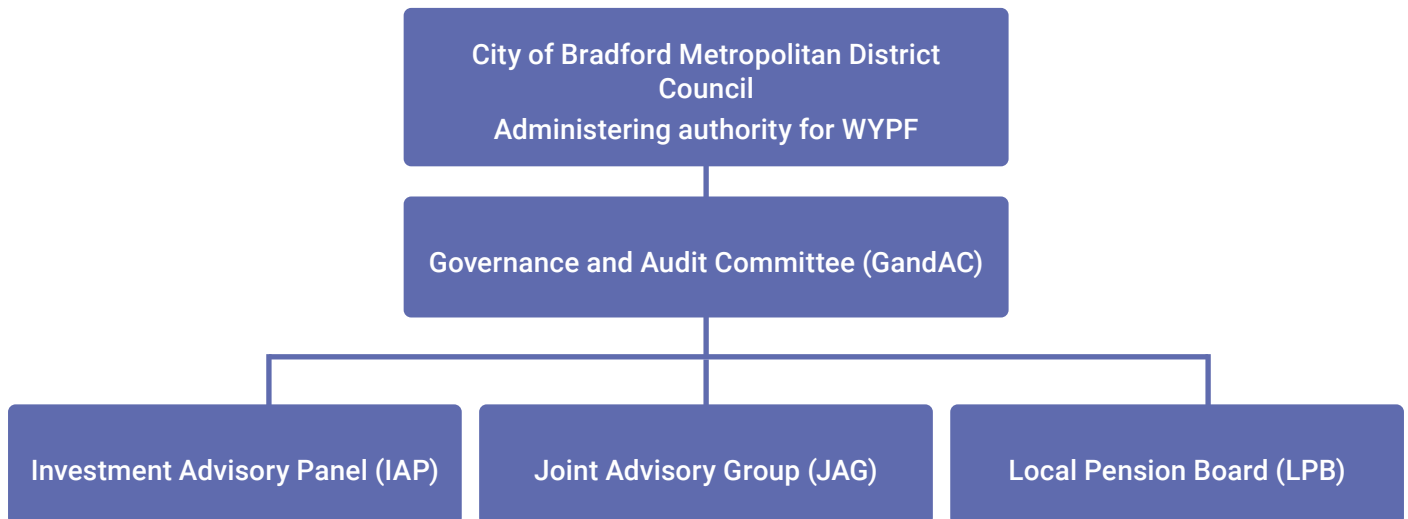 City of Bradford Metropolitan District
Council
Administering authority for WYPF
Governance and Audit Committee (GandAC)
Investment Advisory Panel (IAP)
Joint Advisory Group (JAG)
Local Pension Board (LPB)